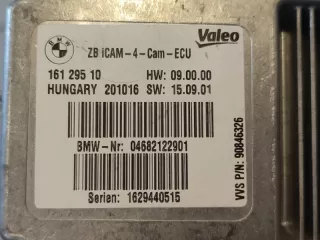 BMW
Valeo
ZB iCAM-4-Cam-ECU
161 295 10 HW: 09.00.00
HUNGARY 201016 SW: 15.09.01
BMW-Nr: 04682122901
Serien: 1629440515
VVS P/N: 90846326